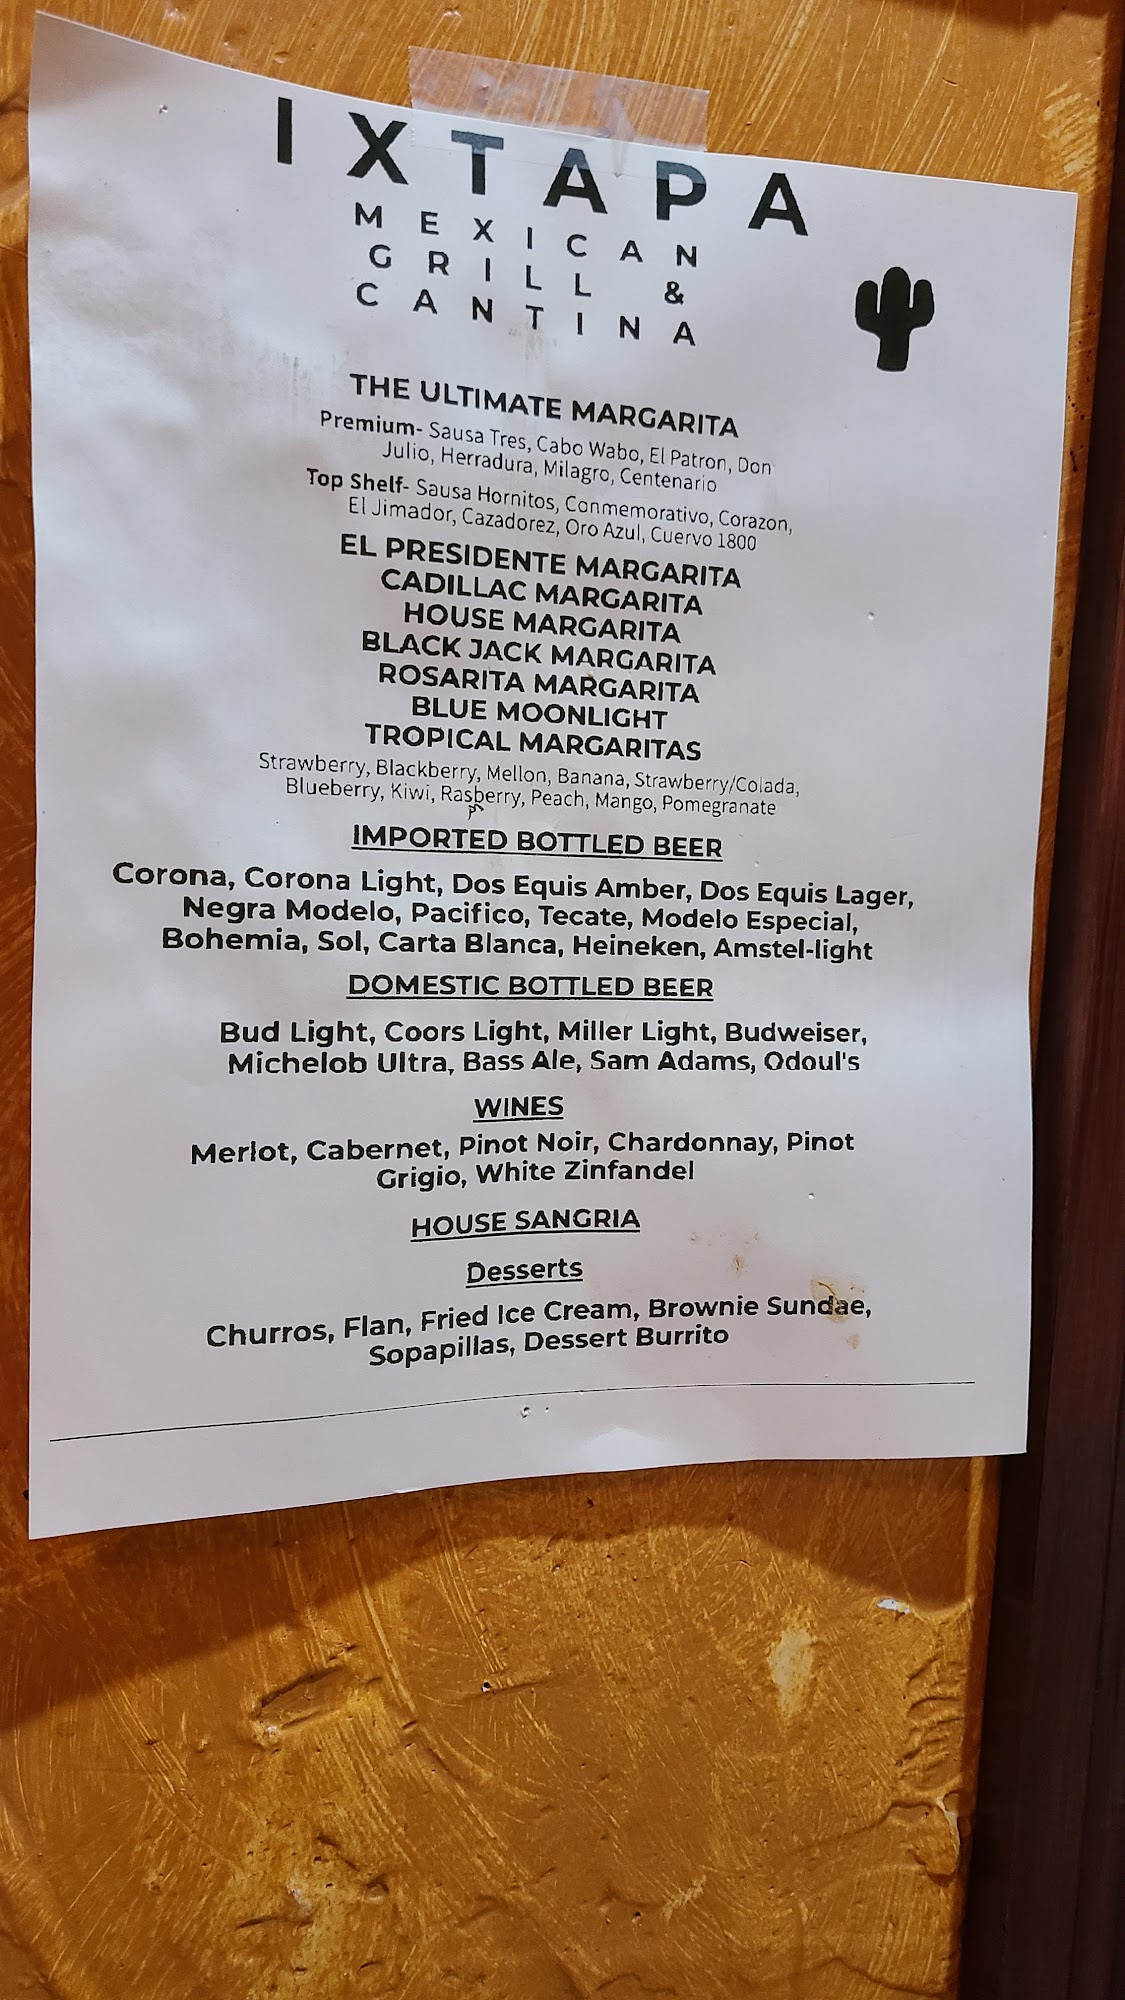 IXTAPA
MEXICAN
GRILL &
CANTINA
THE ULTIMATE MARGARITA
Premium- Sausa Tres, Cabo Wabo, El Patron, Don
Julio, Herradura, Milagro, Centenario
Top Shelf- Sausa Hornitos, Conmemorativo, Corazon,
El Jimador, Cazadorez, Oro Azul, Cuervo 1800
EL PRESIDENTE MARGARITA
CADILLAC MARGARITA
HOUSE MARGARITA
BLACK JACK MARGARITA
ROSARITA MARGARITA
BLUE MOONLIGHT
TROPICAL MARGARITAS
Strawberry, Blackberry, Mellon, Banana, Strawberry/Colada,
Blueberry, Kiwi, Rasberry, Peach, Mango, Pomegranate
p
IMPORTED BOTTLED BEER
Corona, Corona Light, Dos Equis Amber, Dos Equis Lager,
Negra Modelo, Pacifico, Tecate, Modelo Especial,
Bohemia, Sol, Carta Blanca, Heineken, Amstel-light
DOMESTIC BOTTLED BEER
Bud Light, Coors Light, Miller Light, Budweiser,
Michelob Ultra, Bass Ale, Sam Adams, Odoul's
WINES
Merlot, Cabernet, Pinot Noir, Chardonnay, Pinot
Grigio, White Zinfandel
HOUSE SANGRIA
Desserts
Churros, Flan, Fried Ice Cream, Brownie Sundae,
Sopapillas, Dessert Burrito